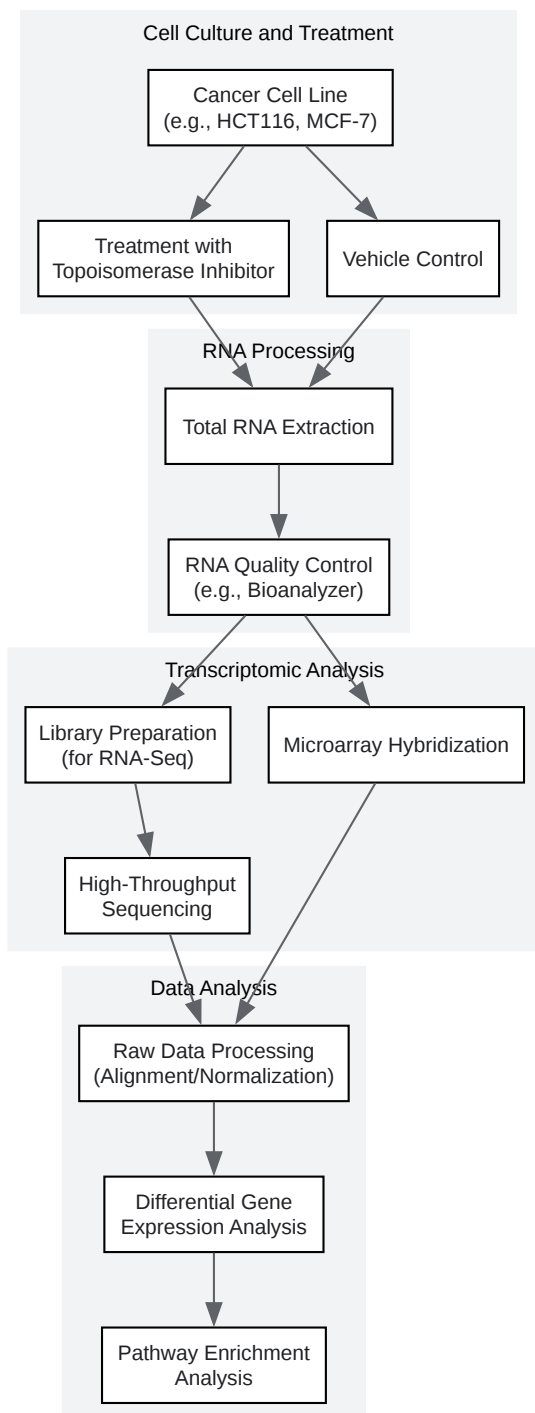 Cell Culture and Treatment
Cancer Cell Line
(e.g., HCT116, MCF-7)
Treatment with
Topoisomerase Inhibitor
Vehicle Control
RNA Processing
Total RNA Extraction
RNA Quality Control
(e.g., Bioanalyzer)
Transcriptomic Analysis
Library Preparation
(for RNA-Seq)
Microarray Hybridization
High-Throughput
Sequencing
Data Analysis
Raw Data Processing
(Alignment/Normalization)
Differential Gene
Expression Analysis
Pathway Enrichment
Analysis